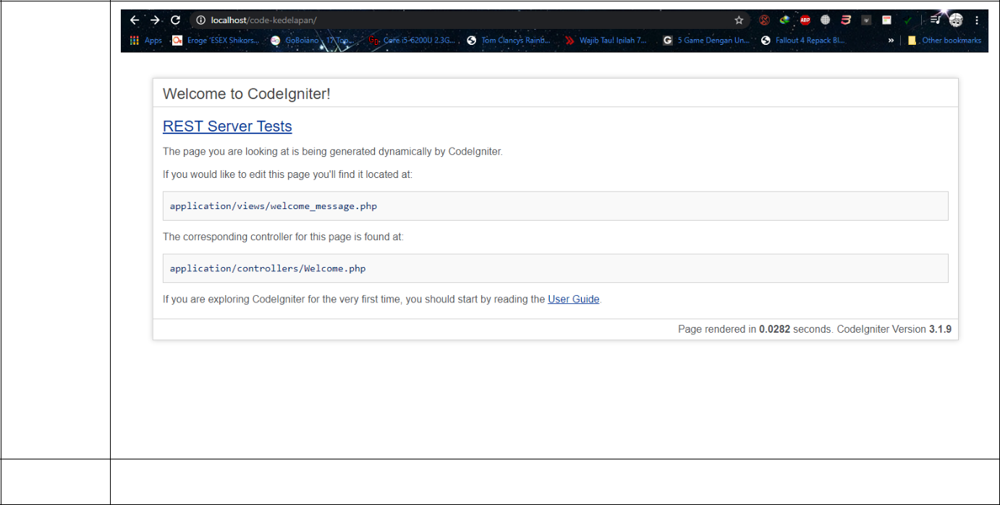 localhost/code-kedelapan/
ABP
Apps Eroge 'ESEX Shikors... GoBoiano - 17 Top... Core i5-6200U 2.3G... Tom Clancys Rainb... Wajib Tau! Ipilah 7... G 5 Game Dengan Un... Fallout 4 Repack Bl... » Other bookmarks
Welcome to CodeIgniter!
REST Server Tests
The page you are looking at is being generated dynamically by CodeIgniter.
If you would like to edit this page you'll find it located at:
application/views/welcome_message.php
The corresponding controller for this page is found at:
application/controllers/Welcome.php
If you are exploring CodeIgniter for the very first time, you should start by reading the User Guide.
Page rendered in 0.0282 seconds. CodeIgniter Version 3.1.9